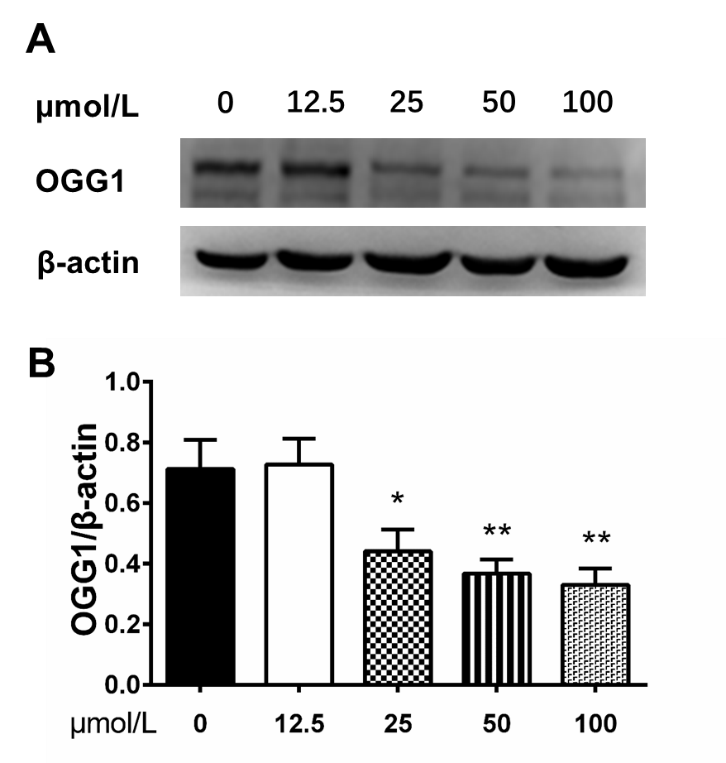 A
μmol/L 0 12.5 25 50 100
OGG1
β-actin
B
OGG1/β-actin
1.0
0.8
0.6
0.4
0.2
0.0
*
**
**
μmol/L 0 12.5 25 50 100